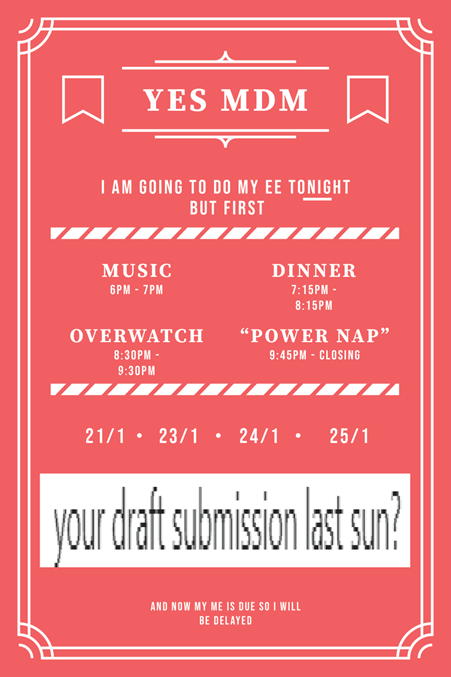 YES MDM
I AM GOING TO DO MY EE TONIGHT
BUT FIRST
MUSIC
6PM - 7PM
DINNER
7:15PM -
8:15PM
OVERWATCH
8:30PM -
9:30PM
“POWER NAP”
9:45PM - CLOSING
21/1 • 23/1 • 24/1 • 25/1
your draft submission last sun?
AND NOW MY ME IS DUE SO I WILL
BE DELAYED